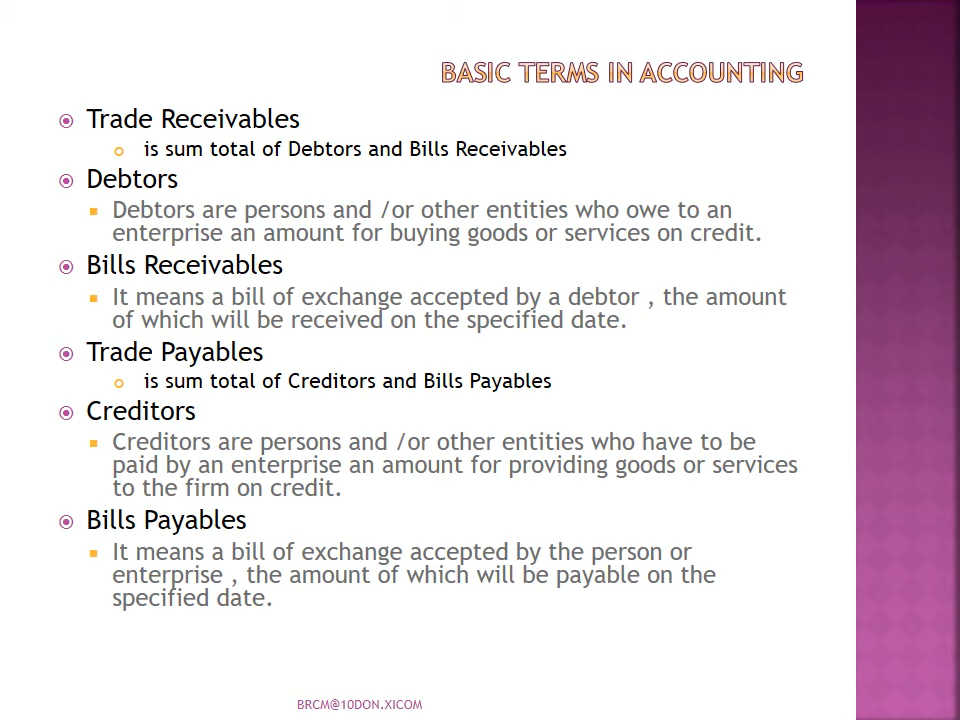 BASIC TERMS IN ACCOUNTING
Trade Receivables
is sum total of Debtors and Bills Receivables
Debtors
Debtors are persons and /or other entities who owe to an
enterprise an amount for buying goods or services on credit.
Bills Receivables
It means a bill of exchange accepted by a debtor , the amount
of which will be received on the specified date.
Trade Payables
is sum total of Creditors and Bills Payables
Creditors
Creditors are persons and /or other entities who have to be
paid by an enterprise an amount for providing goods or services
to the firm on credit.
Bills Payables
It means a bill of exchange accepted by the person or
enterprise , the amount of which will be payable on the
specified date.
BRCM@10DON.XICOM